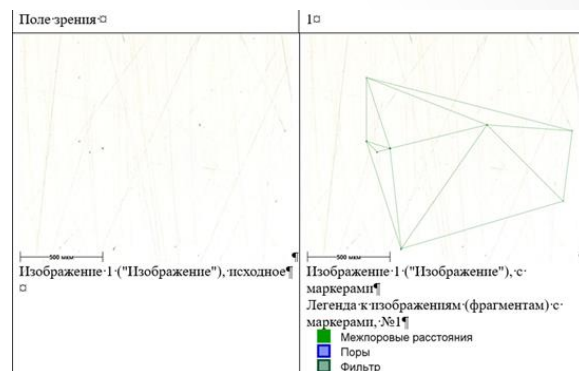 Поле·зрения·¤
1¤
500 мкм
500 мкм
¶
¶
Изображение·1·("Изображение"),·исходное¶
¤
Изображение·1·("Изображение"),·с·
маркерами¶
Легенда·к·изображениям·(фрагментам)·с·
маркерами,·№1¶
Межпоровые расстояния
Поры
Фильтр